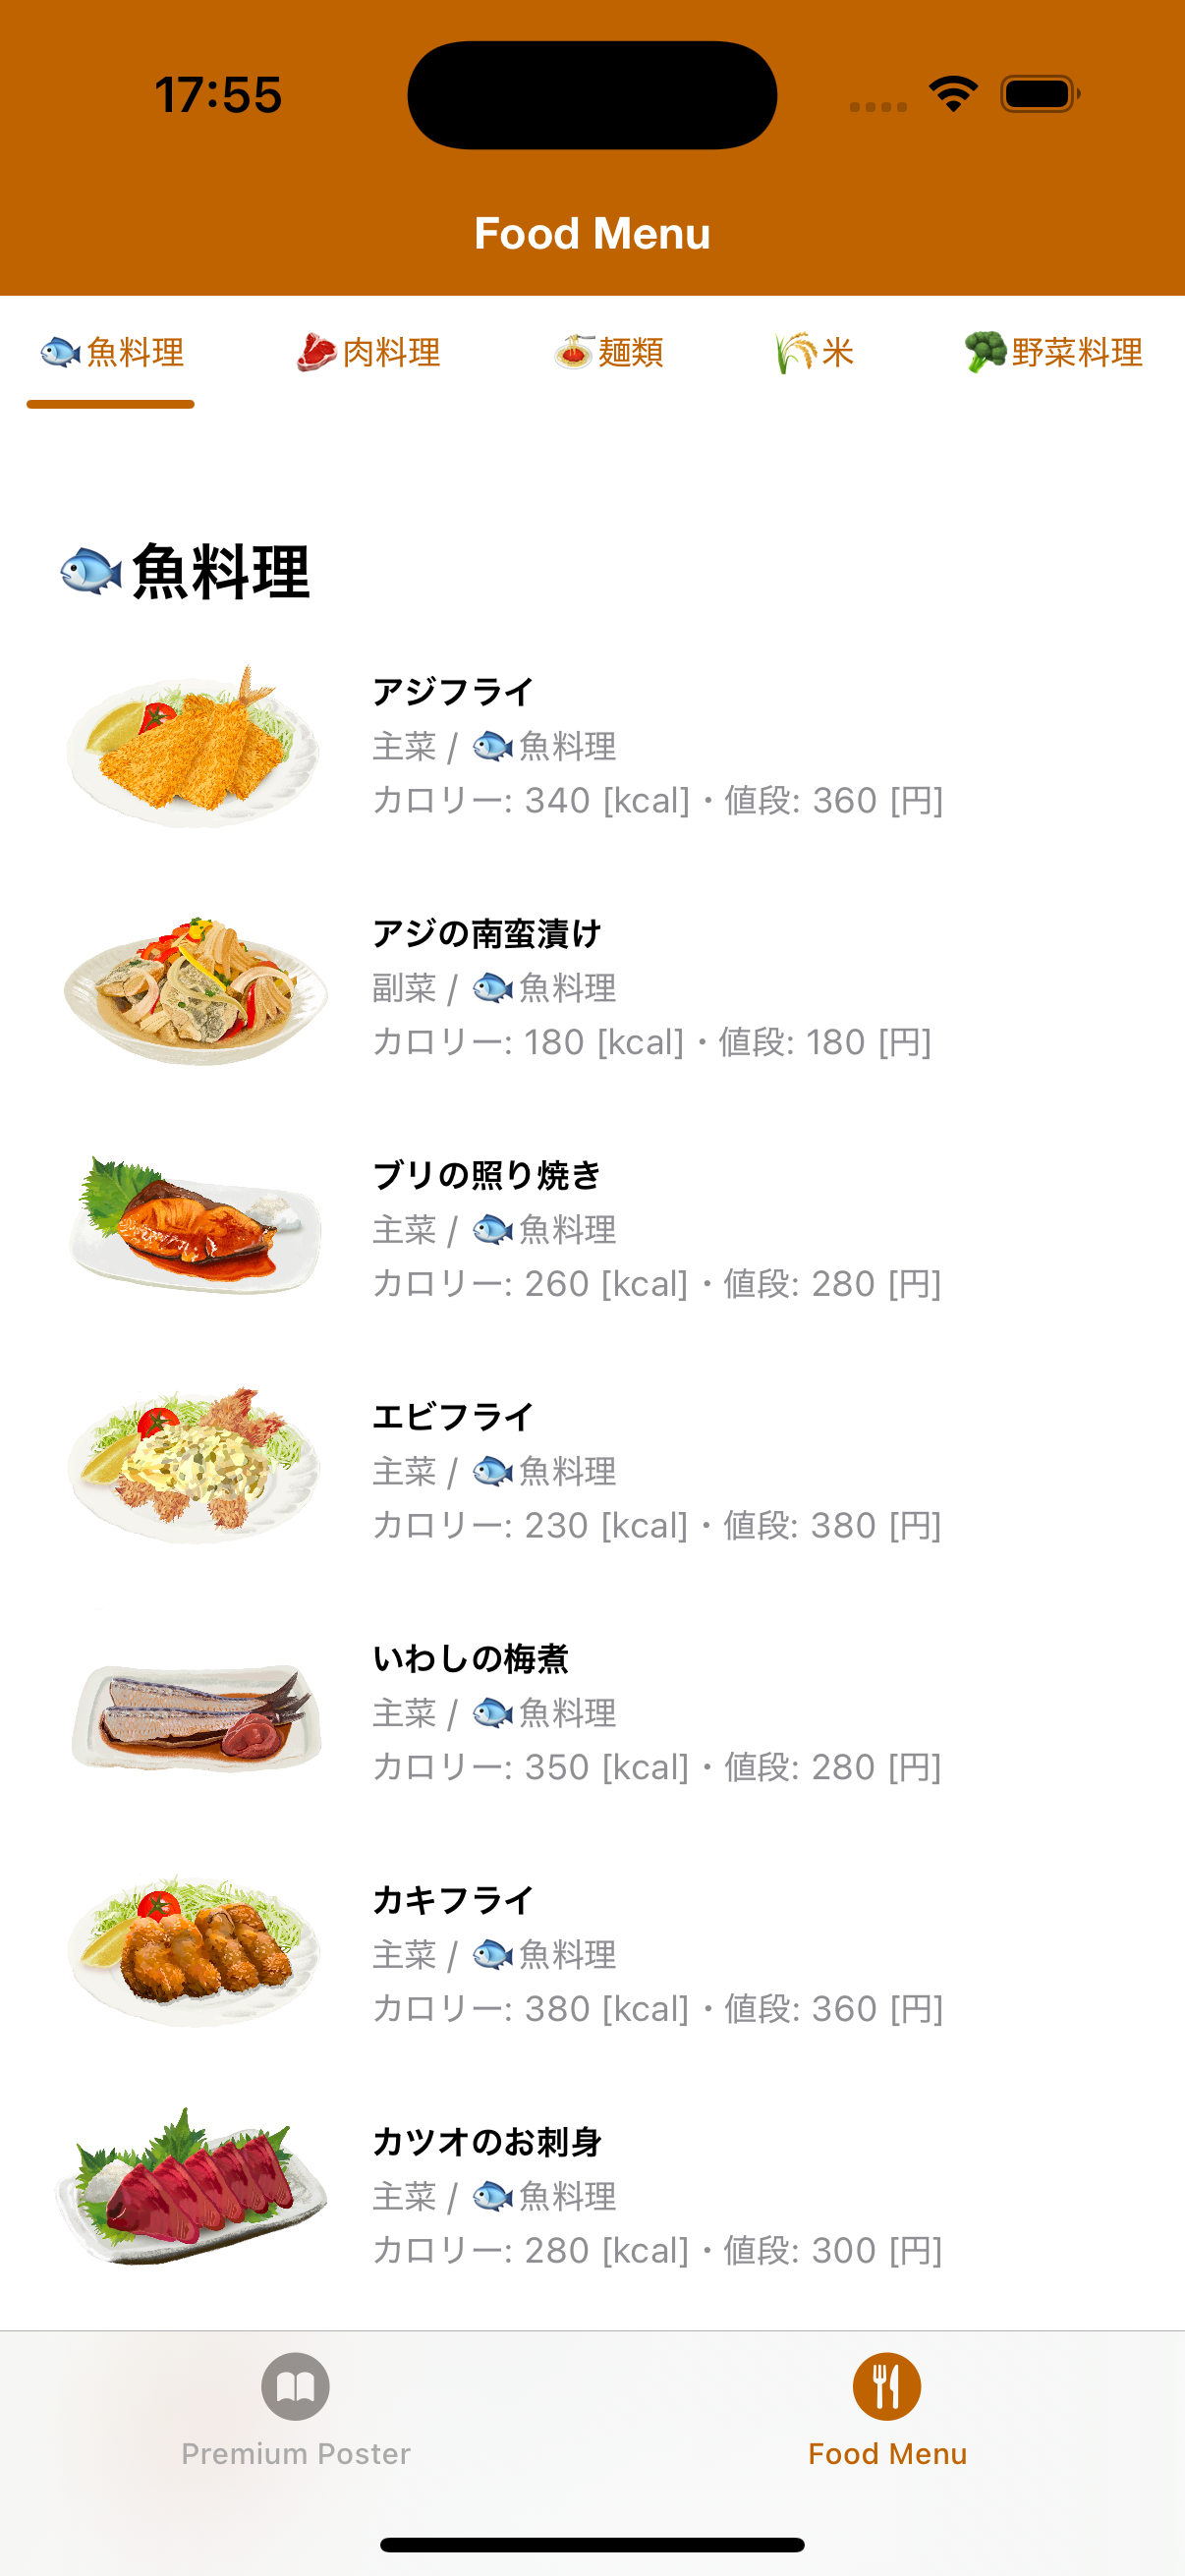 17:55
Food Menu
🐟魚料理 🥩肉料理 🍝麺類 🌾米 🥦野菜料理
🐟魚料理
アジフライ
主菜 / 🐟魚料理
カロリー: 340 [kcal]・値段: 360 [円]
アジの南蛮漬け
副菜 / 🐟魚料理
カロリー: 180 [kcal]・値段: 180 [円]
ブリの照り焼き
主菜 / 🐟魚料理
カロリー: 260 [kcal]・値段: 280 [円]
エビフライ
主菜 / 🐟魚料理
カロリー: 230 [kcal]・値段: 380 [円]
いわしの梅煮
主菜 / 🐟魚料理
カロリー: 350 [kcal]・値段: 280 [円]
カキフライ
主菜 / 🐟魚料理
カロリー: 380 [kcal]・値段: 360 [円]
カツオのお刺身
主菜 / 🐟魚料理
カロリー: 280 [kcal]・値段: 300 [円]
Premium Poster Food Menu